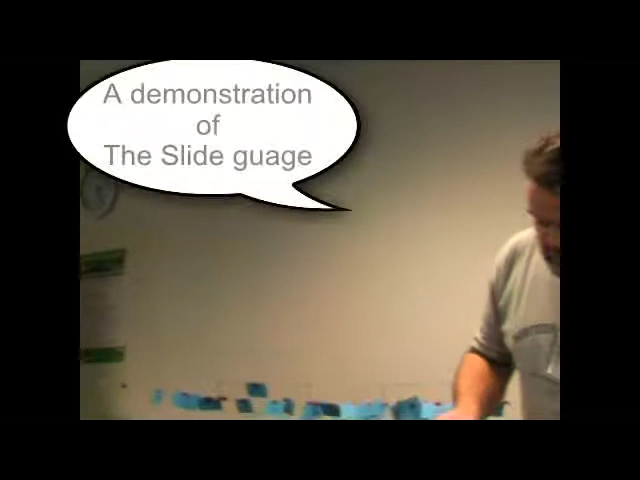 A demonstration
of
The Slide guage